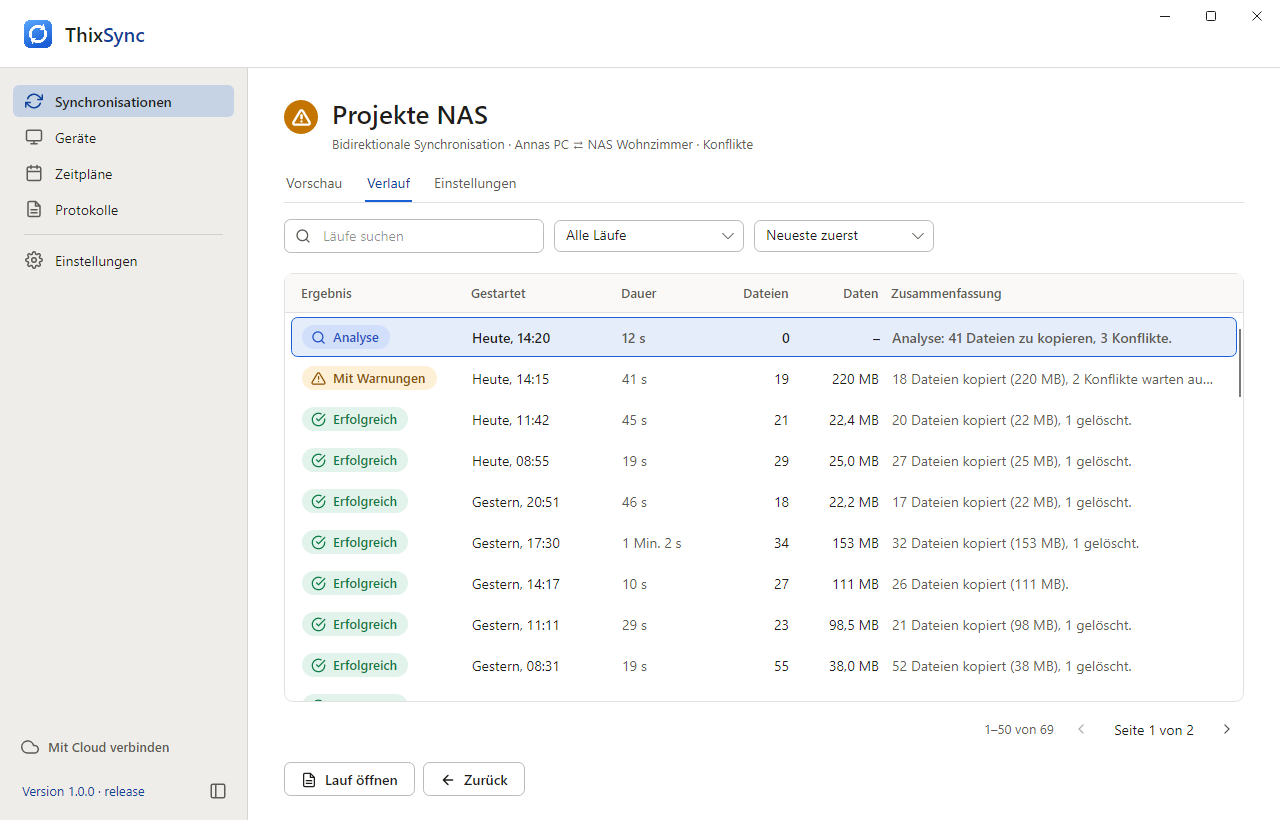 ThixSync
Synchronisationen
Geräte
Zeitpläne
Protokolle
Einstellungen
Mit Cloud verbinden
Version 1.0.0 · release
Projekte NAS
Bidirektionale Synchronisation · Annas PC ⇄ NAS Wohnzimmer · Konflikte
Vorschau Verlauf Einstellungen
Läufe suchen Alle Läufe Neueste zuerst
Ergebnis Gestartet Dauer Dateien Daten Zusammenfassung
Analyse Heute, 14:20 12 s 0 – Analyse: 41 Dateien zu kopieren, 3 Konflikte.
Mit Warnungen Heute, 14:15 41 s 19 220 MB 18 Dateien kopiert (220 MB), 2 Konflikte warten au...
Erfolgreich Heute, 11:42 45 s 21 22,4 MB 20 Dateien kopiert (22 MB), 1 gelöscht.
Erfolgreich Heute, 08:55 19 s 29 25,0 MB 27 Dateien kopiert (25 MB), 1 gelöscht.
Erfolgreich Gestern, 20:51 46 s 18 22,2 MB 17 Dateien kopiert (22 MB), 1 gelöscht.
Erfolgreich Gestern, 17:30 1 Min. 2 s 34 153 MB 32 Dateien kopiert (153 MB), 1 gelöscht.
Erfolgreich Gestern, 14:17 10 s 27 111 MB 26 Dateien kopiert (111 MB).
Erfolgreich Gestern, 11:11 29 s 23 98,5 MB 21 Dateien kopiert (98 MB), 1 gelöscht.
Erfolgreich Gestern, 08:31 19 s 55 38,0 MB 52 Dateien kopiert (38 MB), 1 gelöscht.
1–50 von 69 Seite 1 von 2
Lauf öffnen Zurück